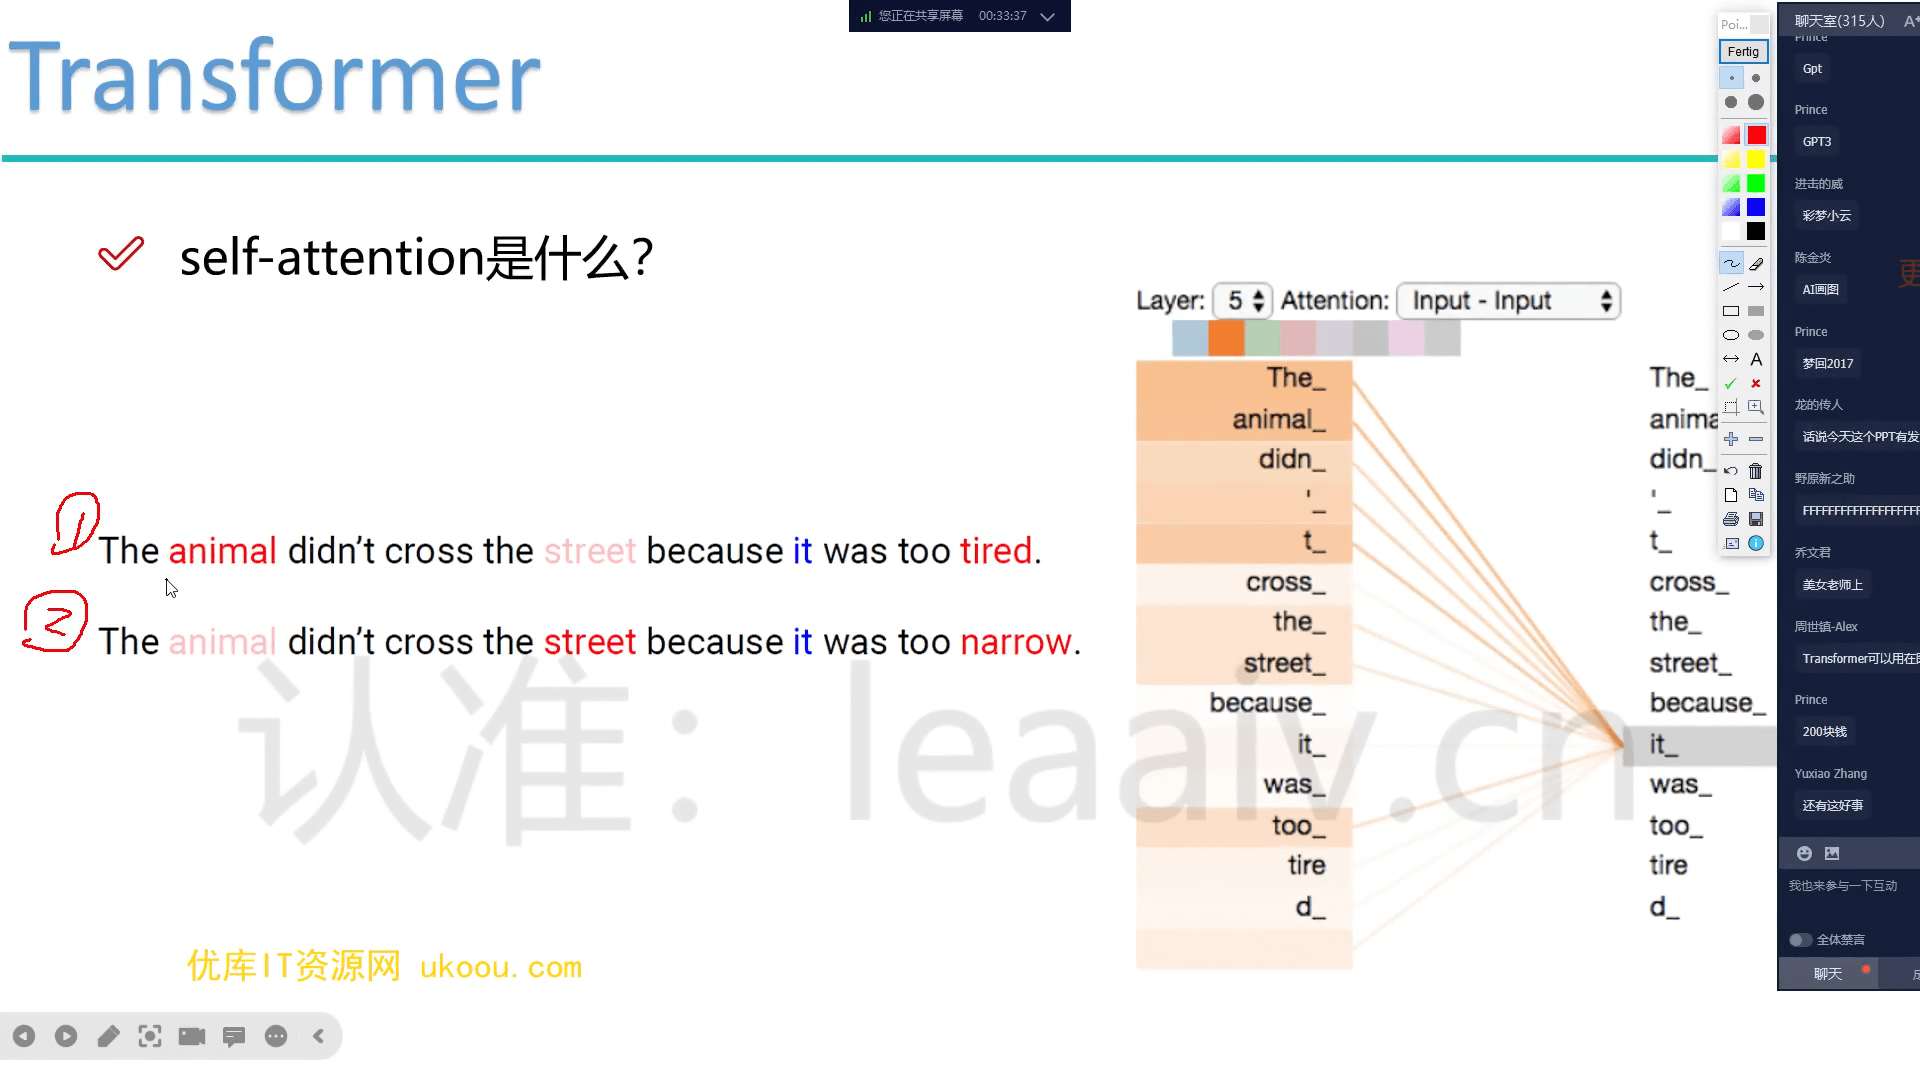 您正在共享屏幕 00:33:37
Transformer
self-attention是什么?
Layer: 5 Attention: Input - Input
The_ The_
animal_ anima
didn_ didn_
'_ '_
t_ t_
cross_ cross_
the_ the_
street_ street_
because_ because_
it_ it_
was_ was_
too_ too_
tire tire
d_ d_
1
The animal didn't cross the street because it was too tired.
2
The animal didn't cross the street because it was too narrow.
认准: leaaiv.cn
优库IT资源网 ukoou.com
Poi...
Fertig
A
聊天室(315人) A
Prince
Gpt
Prince
GPT3
进击的威
彩梦小云
陈金炎
AI画图
Prince
梦回2017
龙的传人
话说今天这个PPT有发
野原新之助
FFFFFFFFFFFFFFFFFFF
乔文君
美女老师上
周世镇-Alex
Transformer可以用在
Prince
200块钱
Yuxiao Zhang
还有这好事
我也来参与一下互动
全体禁言
聊天